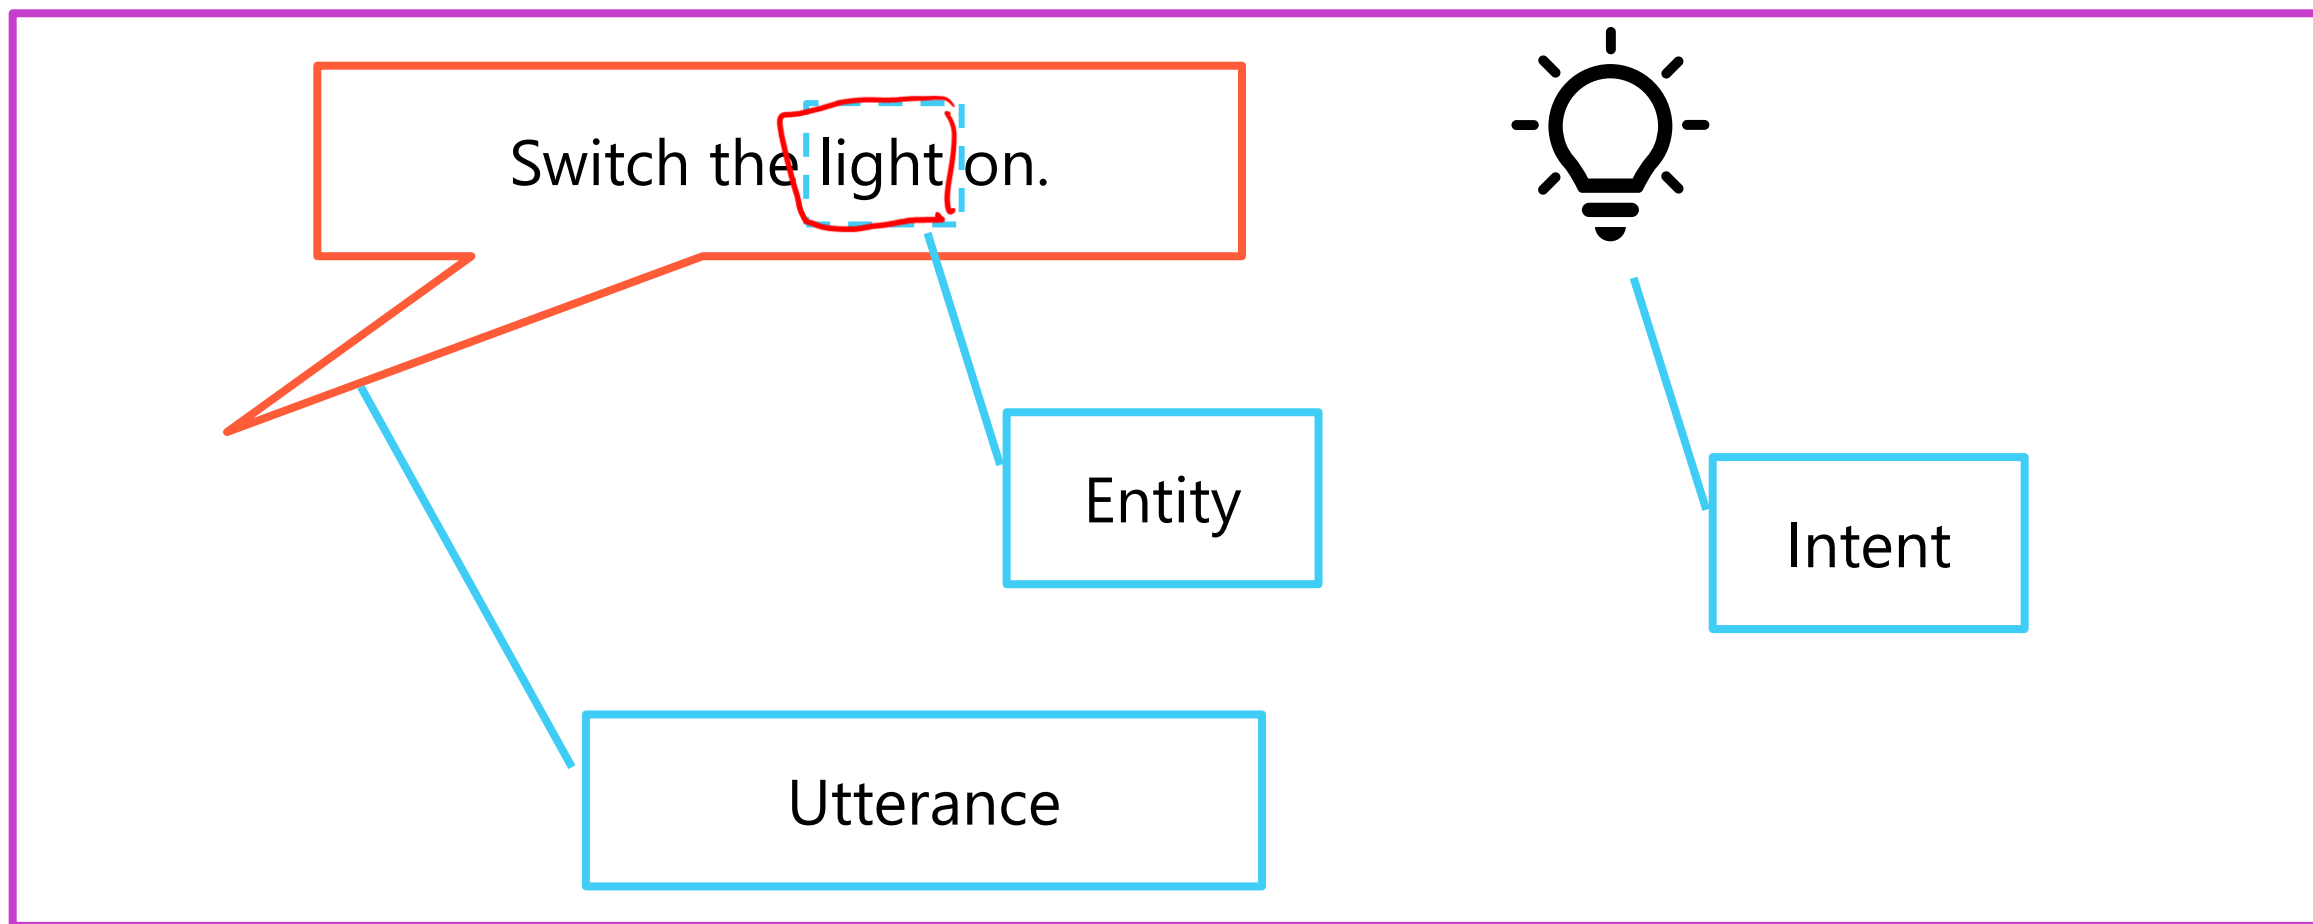 Switch the light on.
Entity
Intent
Utterance